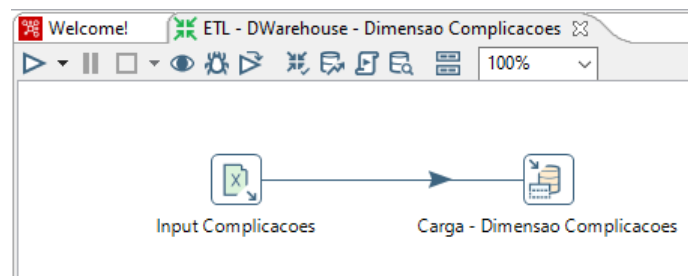 Welcome!
ETL - DWarehouse - Dimensao Complicacoes
100%
Input Complicacoes
Carga - Dimensao Complicacoes